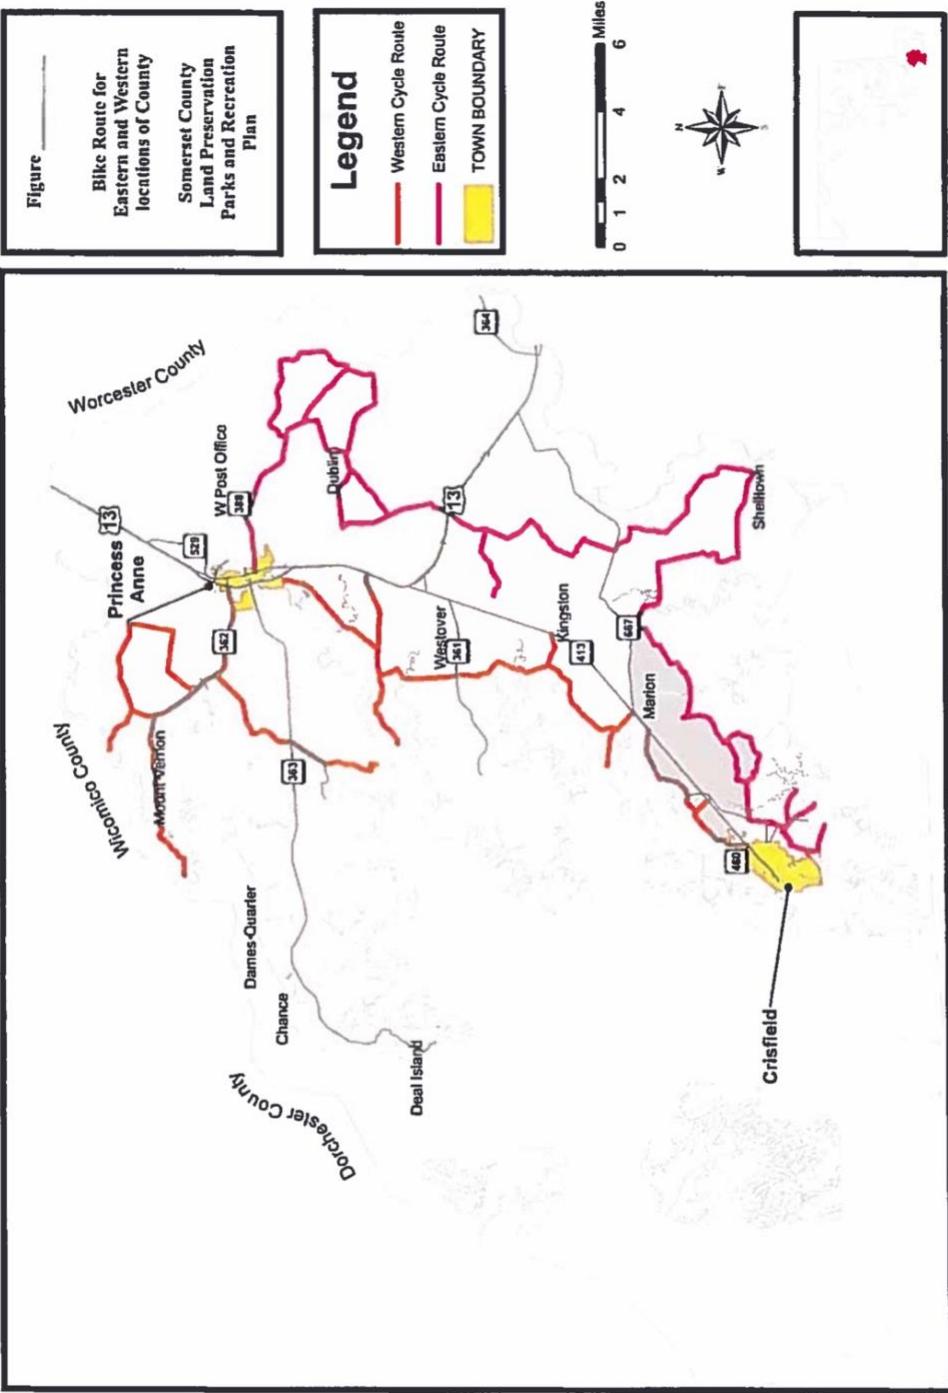 Figure
Bike Route for
Eastern and Western
locations of County
Somerset County
Land Preservation
Parks and Recreation
Plan
Legend
Western Cycle Route
Eastern Cycle Route
TOWN BOUNDARY
Miles
0 1 2 4 6
N
E
S
W
Worcester County
Wicomico County
Dorchester County
13
529
Princess
Anne
W Post Office
388
362
Mount Vernon
363
Dublin
364
13
Dames Quarter
Chance
Deal Island
Westover
361
Kingston
413
667
Marion
Shelltown
460
Crisfield